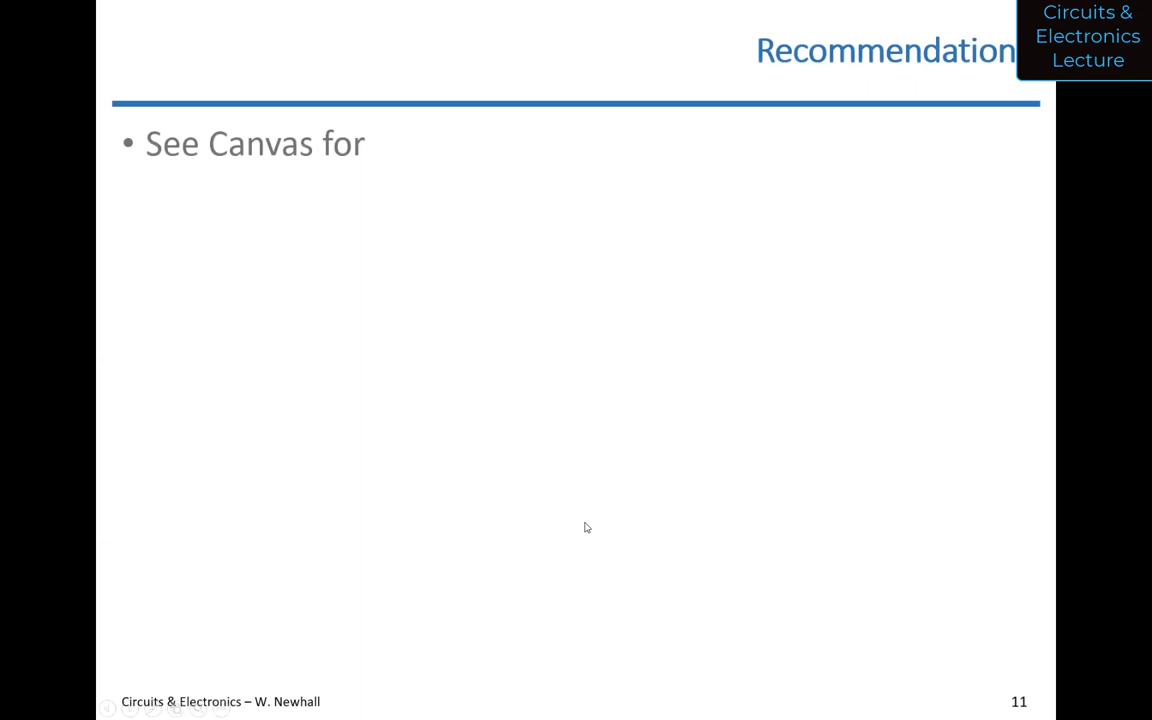 Circuits &
Electronics
Lecture
Recommendation
• See Canvas for
Circuits & Electronics – W. Newhall
11